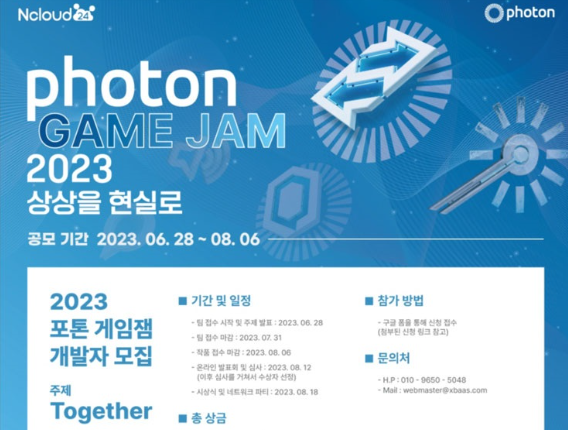 Ncloud24
photon
photon
GAME JAM
2023
상상을 현실로
공모 기간 2023. 06. 28 ~ 08. 06
2023
포톤 게임잼
개발자 모집
주제
Together
■ 기간 및 일정
- 팀 접수 시작 및 주제 발표 : 2023. 06. 28
- 팀 접수 마감 : 2023. 07. 31
- 작품 접수 마감 : 2023. 08. 06
- 온라인 발표회 및 심사 : 2023. 08. 12
(이후 심사를 거쳐서 수상자 선정)
- 시상식 및 네트워크 파티 : 2023. 08. 18
■ 총 상금
■ 참가 방법
- 구글 폼을 통해 신청 접수
(첨부된 신청 링크 참고)
■ 문의처
- H.P : 010 - 9650 - 5048
- Mail : webmaster@xbaas.com